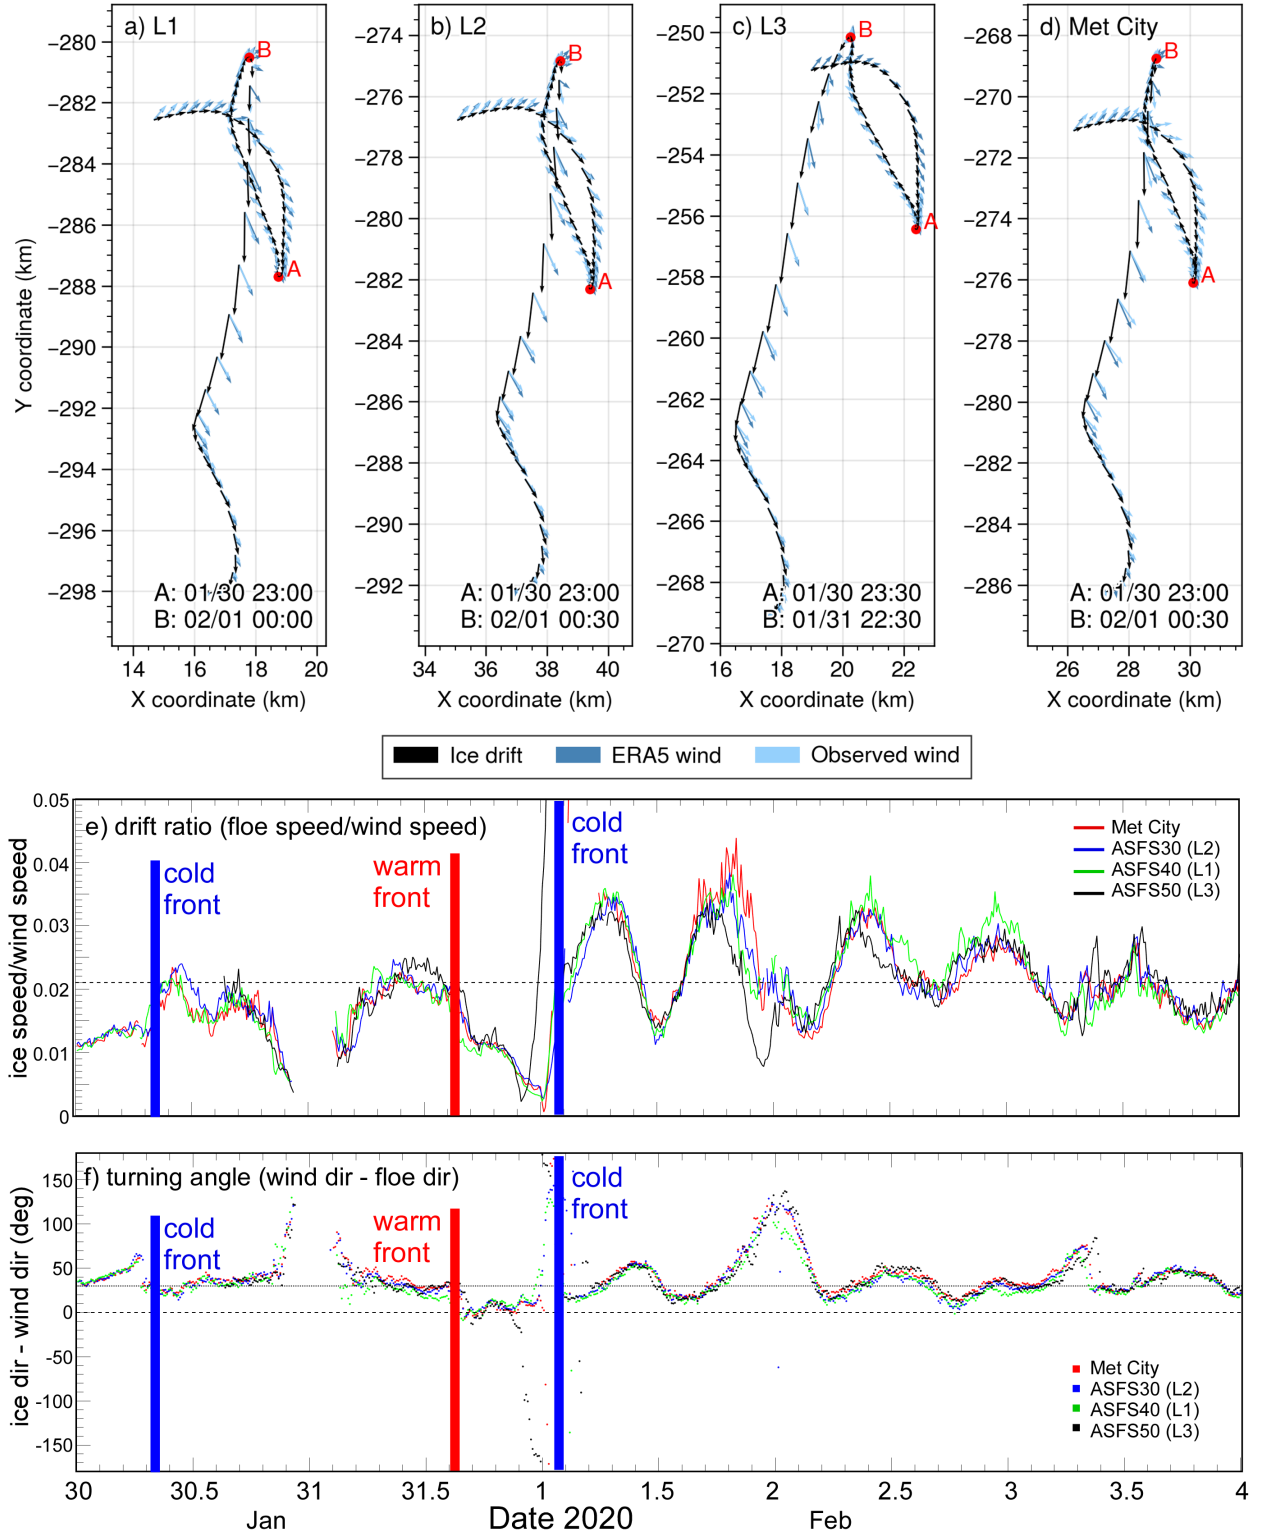 a) L1
B
A
−280
−282
−284
−286
−288
−290
−292
−294
−296
−298
A: 01/30 23:00
B: 02/01 00:00
14 16 18 20
X coordinate (km)
Y coordinate (km)
b) L2
B
A
−274
−276
−278
−280
−282
−284
−286
−288
−290
−292
A: 01/30 23:00
B: 02/01 00:30
34 36 38 40
X coordinate (km)
c) L3
B
A
−250
−252
−254
−256
−258
−260
−262
−264
−266
−268
−270
A: 01/30 23:30
B: 01/31 22:30
16 18 20 22
X coordinate (km)
d) Met City
B
A
−268
−270
−272
−274
−276
−278
−280
−282
−284
−286
A: 01/30 23:00
B: 02/01 00:30
26 28 30
X coordinate (km)
Ice drift ERA5 wind Observed wind
e) drift ratio (floe speed/wind speed)
ice speed/wind speed
0.05
0.04
0.03
0.02
0.01
0
cold
front
warm
front
cold
front
Met City
ASFS30 (L2)
ASFS40 (L1)
ASFS50 (L3)
f) turning angle (wind dir - floe dir)
ice dir - wind dir (deg)
150
100
50
0
-50
-100
-150
cold
front
warm
front
cold
front
Met City
ASFS30 (L2)
ASFS40 (L1)
ASFS50 (L3)
30 30.5 31 31.5 1 1.5 2 2.5 3 3.5 4
Jan Date 2020 Feb